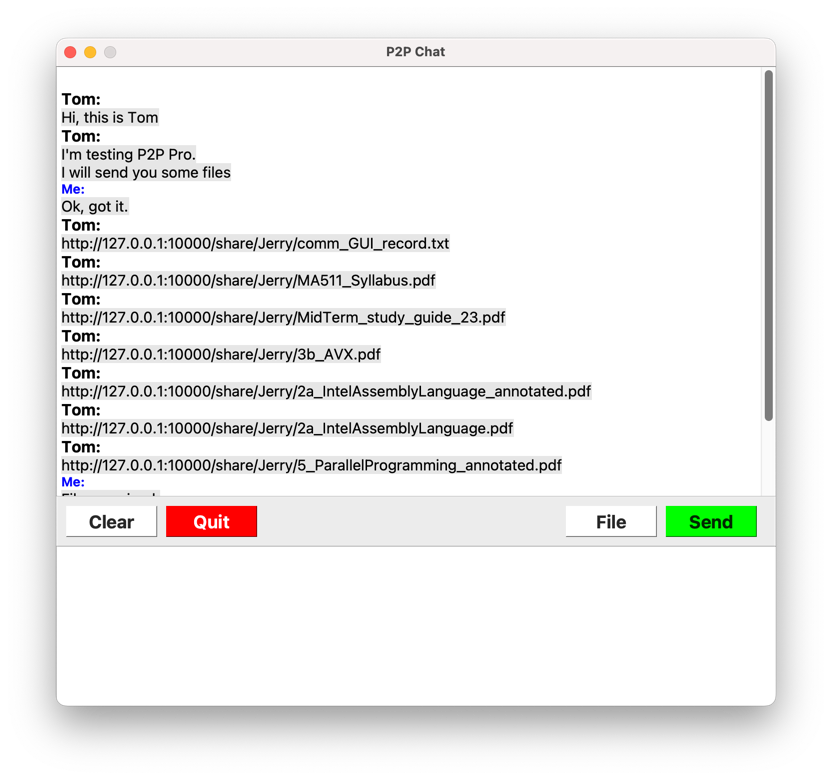 P2P Chat
Tom:
Hi, this is Tom
Tom:
I'm testing P2P Pro.
I will send you some files
Me:
Ok, got it.
Tom:
http://127.0.0.1:10000/share/Jerry/comm_GUI_record.txt
Tom:
http://127.0.0.1:10000/share/Jerry/MA511_Syllabus.pdf
Tom:
http://127.0.0.1:10000/share/Jerry/MidTerm_study_guide_23.pdf
Tom:
http://127.0.0.1:10000/share/Jerry/3b_AVX.pdf
Tom:
http://127.0.0.1:10000/share/Jerry/2a_IntelAssemblyLanguage_annotated.pdf
Tom:
http://127.0.0.1:10000/share/Jerry/2a_IntelAssemblyLanguage.pdf
Tom:
http://127.0.0.1:10000/share/Jerry/5_ParallelProgramming_annotated.pdf
Me:
Clear Quit File Send